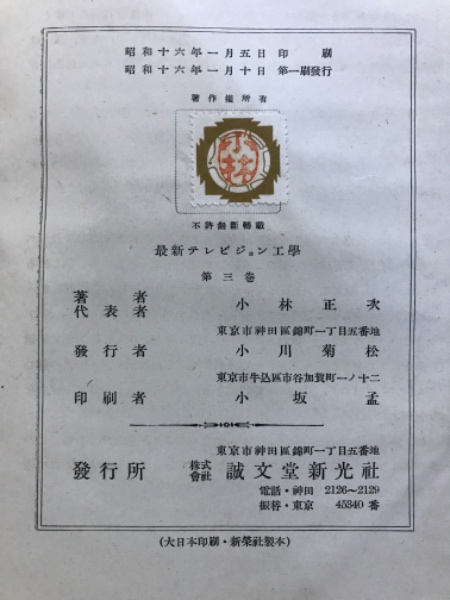 昭和十六年一月五日 印刷
昭和十六年一月十日 第一刷發行
著作權所有
小林
不許翻刻轉載
最新テレビジョン工學
第三卷
著者
代表者 小林正次
東京市神田區錦町一丁目五番地
發行者 小川菊松
東京市牛込區市谷加賀町一ノ十二
印刷者 小坂孟
東京市神田區錦町一丁目五番地
發行所 株式會社 誠文堂新光社
電話・神田 2126~2129
振替・東京 45340 番
(大日本印刷・新榮社製本)